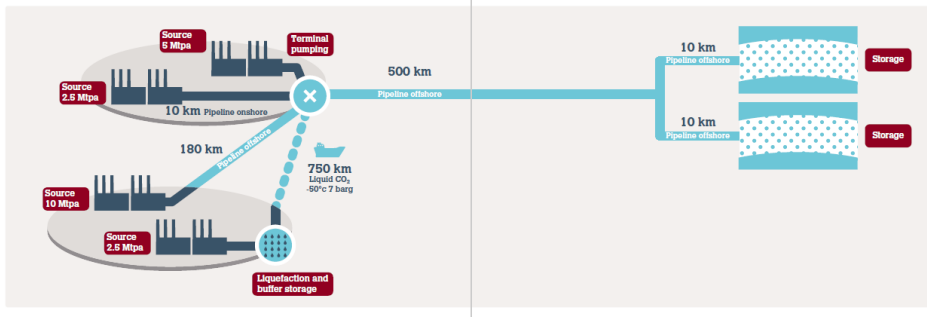 Source
5 Mtpa
Terminal
pumping
Source
2.5 Mtpa
10 km Pipeline onshore
180 km
Pipeline offshore
750 km
Liquid CO₂
-50°c 7 barg
Source
10 Mtpa
Source
2.5 Mtpa
Liquefaction and
buffer storage
500 km
Pipeline offshore
10 km
Pipeline offshore
Storage
10 km
Pipeline offshore
Storage